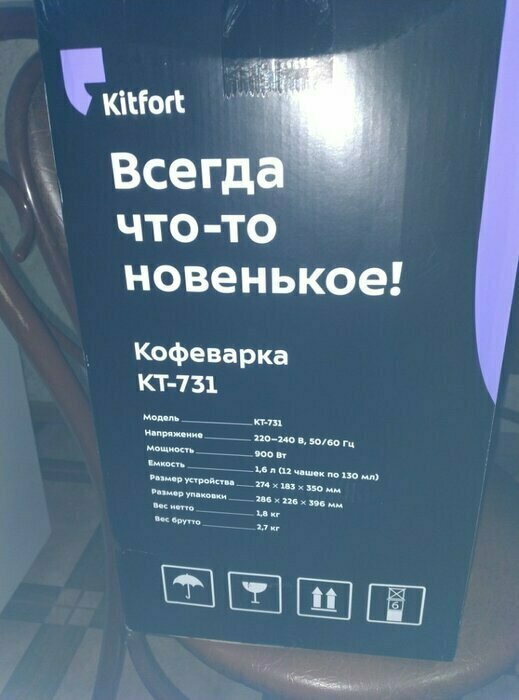 Kitfort
Всегда
что-то
новенькое!
Кофеварка
КТ-731
Модель КТ-731
Напряжение 220–240 В, 50/60 Гц
Мощность 900 Вт
Емкость 1,6 л (12 чашек по 130 мл)
Размер устройства 274 × 183 × 350 мм
Размер упаковки 286 × 226 × 396 мм
Вес нетто 1,8 кг
Вес брутто 2,7 кг
6